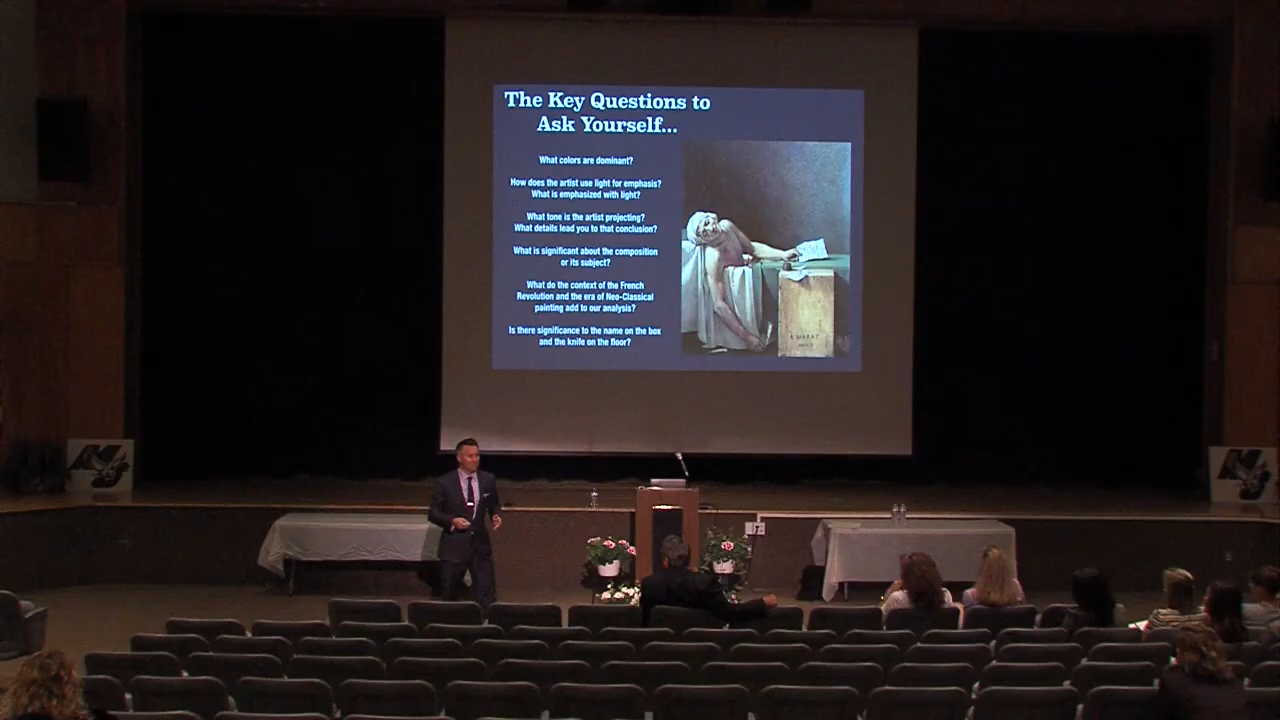 The Key Questions to
Ask Yourself...
What colors are dominant?
How does the artist use light for emphasis?
What is emphasized with light?
What tone is the artist projecting?
What details lead you to that conclusion?
What is significant about the composition
or its subject?
What do the context of the French
Revolution and the era of Neo-Classical
painting add to our analysis?
Is there significance to the name on the box
and the knife on the floor?
A MARAT